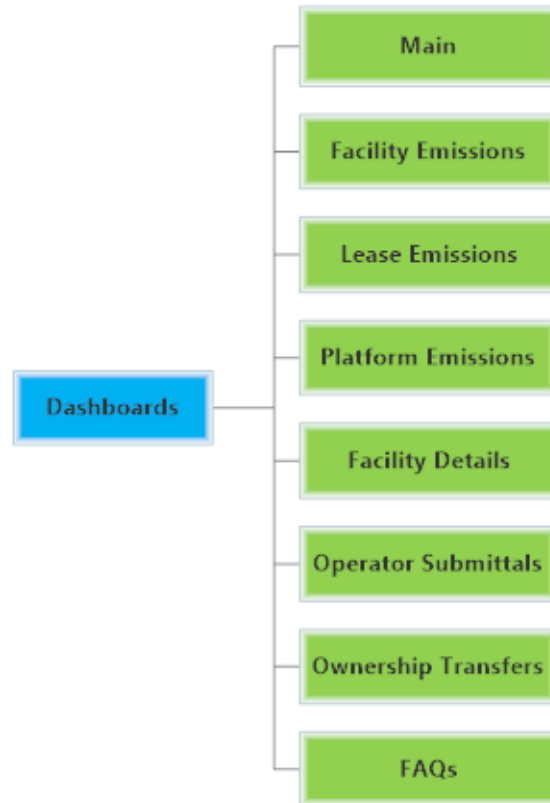 Main
Facility Emissions
Lease Emissions
Platform Emissions
Dashboards
Facility Details
Operator Submittals
Ownership Transfers
FAQs